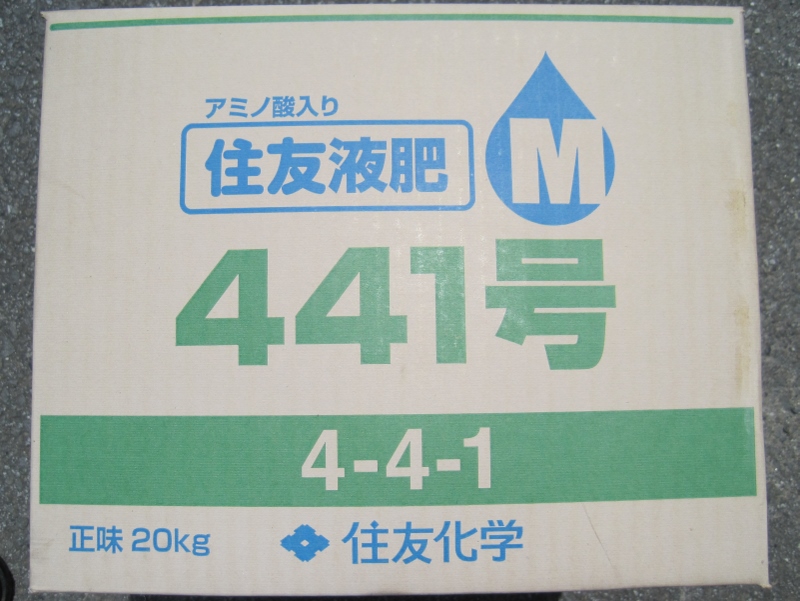 アミノ酸入り
住友液肥 M
441号
4-4-1
正味 20kg 住友化学